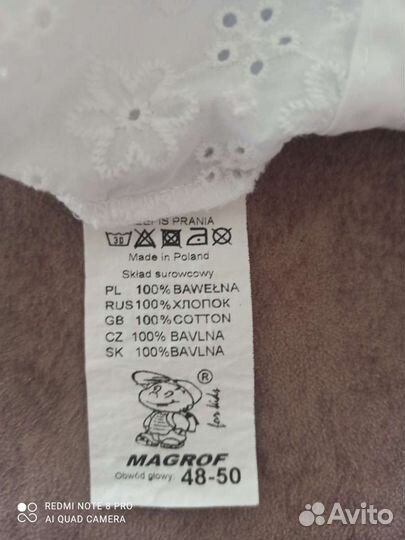 PRANIA
30
Made in Poland
Skład surowcowy
PL 100% BAWEŁNA
RUS 100% ХЛОПОК
GB 100% COTTON
CZ 100% BAVLNA
SK 100% BAVLNA
®
for kids
MAGROF
Obwód głowy: 48-50
REDMI NOTE 8 PRO
AI QUAD CAMERA
Avito